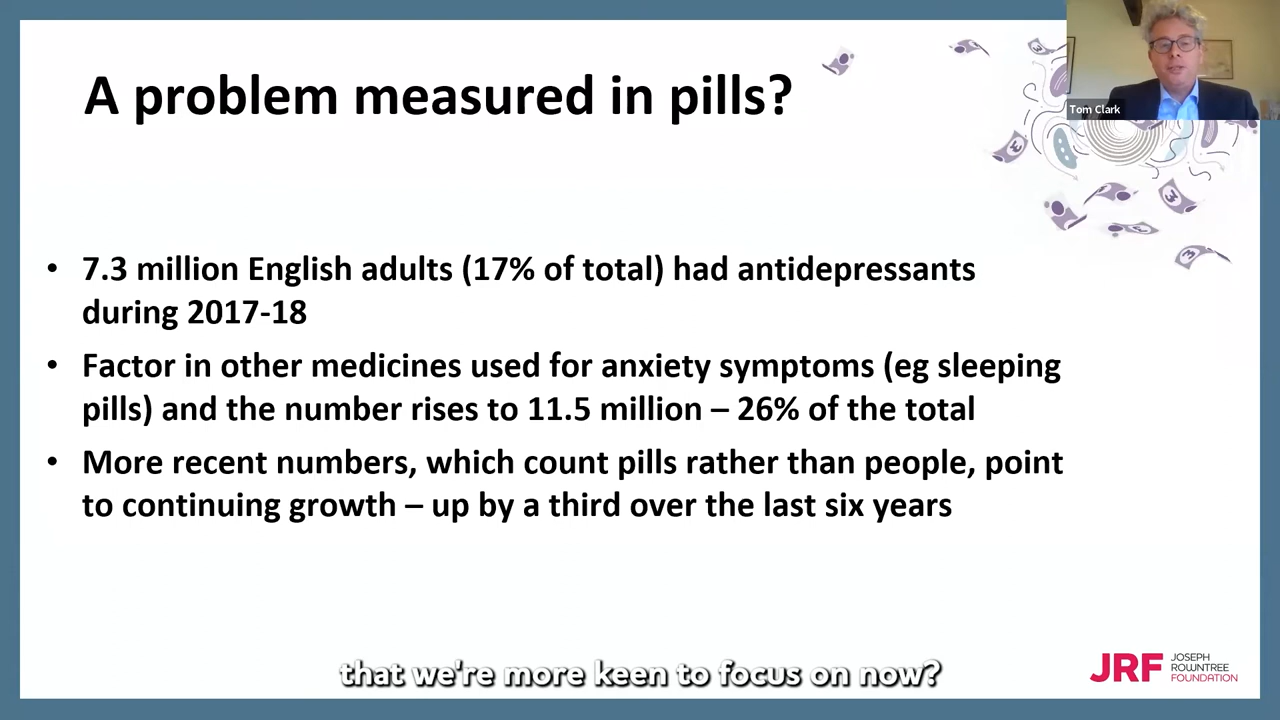 A problem measured in pills?
Tom Clark
• 7.3 million English adults (17% of total) had antidepressants
during 2017-18
• Factor in other medicines used for anxiety symptoms (eg sleeping
pills) and the number rises to 11.5 million – 26% of the total
• More recent numbers, which count pills rather than people, point
to continuing growth – up by a third over the last six years
that we're more keen to focus on now?
JRF
JOSEPH
ROWNTREE
FOUNDATION